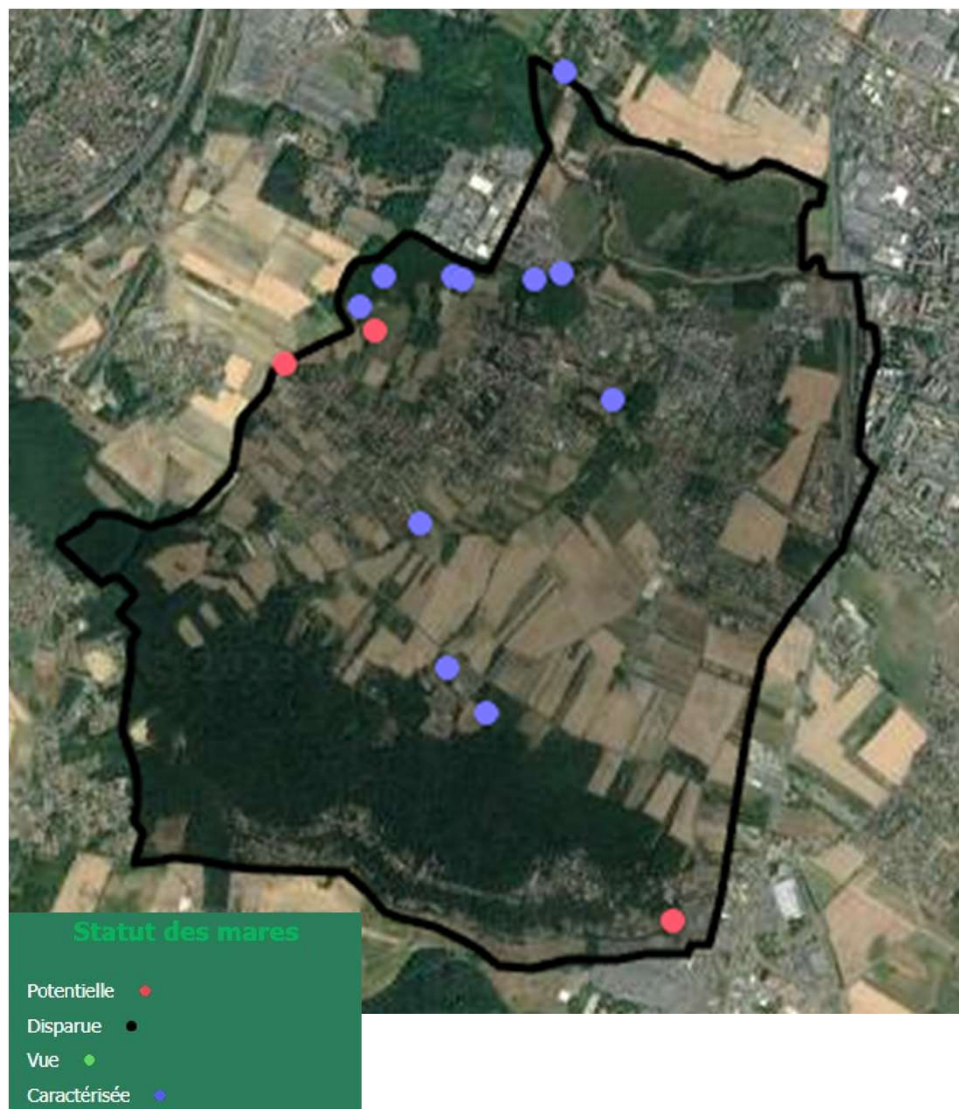 Statut des mares
Potentielle
Disparue
Vue
Caractérisée